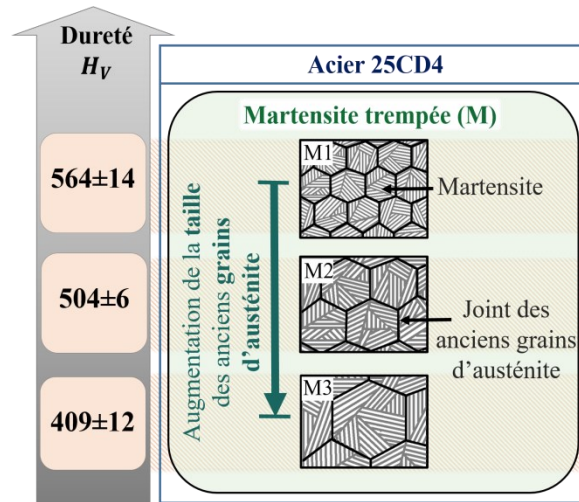 Dureté
H_V
Acier 25CD4
Martensite trempée (M)
564±14
504±6
409±12
Augmentation de la taille
des anciens grains
d’austénite
M1
Martensite
M2
Joint des
anciens grains
d’austénite
M3